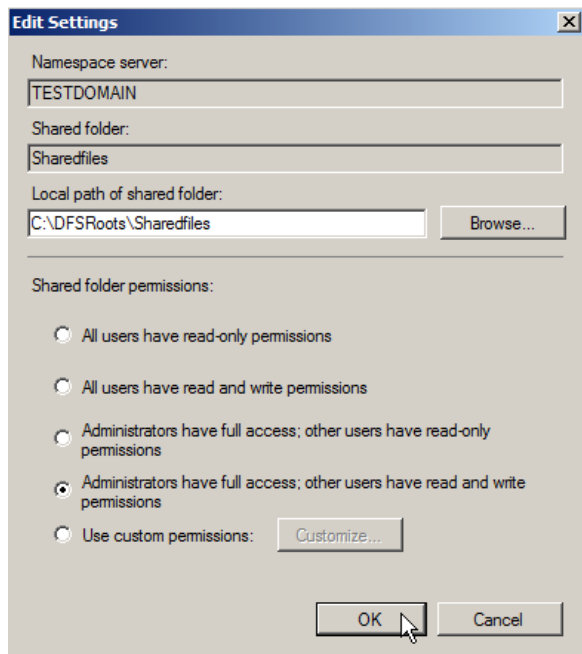 Edit Settings
Namespace server:
TESTDOMAIN
Shared folder:
Sharedfiles
Local path of shared folder:
C:\DFSRoots\Sharedfiles
Browse...
Shared folder permissions:
All users have read-only permissions
All users have read and write permissions
Administrators have full access; other users have read-only
permissions
Administrators have full access; other users have read and write
permissions
Use custom permissions:
Customize...
OK
Cancel